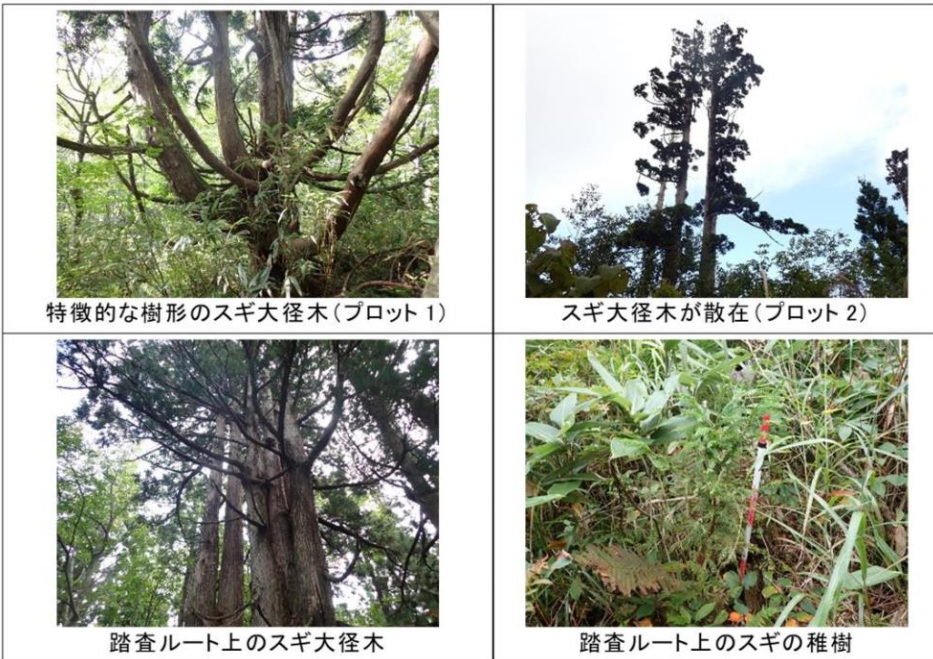 特徴的な樹形のスギ大径木(プロット 1)
スギ大径木が散在(プロット 2)
踏査ルート上のスギ大径木
踏査ルート上のスギの稚樹